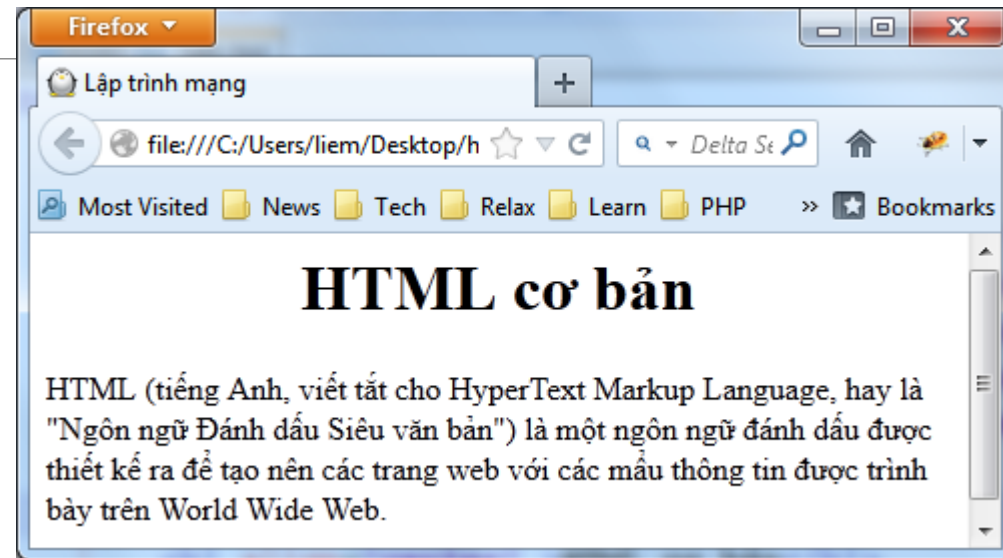 Firefox
Lập trình mạng
file:///C:/Users/liem/Desktop/h
Delta Se
Most Visited News Tech Relax Learn PHP » Bookmarks
HTML cơ bản
HTML (tiếng Anh, viết tắt cho HyperText Markup Language, hay là
"Ngôn ngữ Đánh dấu Siêu văn bản") là một ngôn ngữ đánh dấu được
thiết kế ra để tạo nên các trang web với các mẩu thông tin được trình
bày trên World Wide Web.